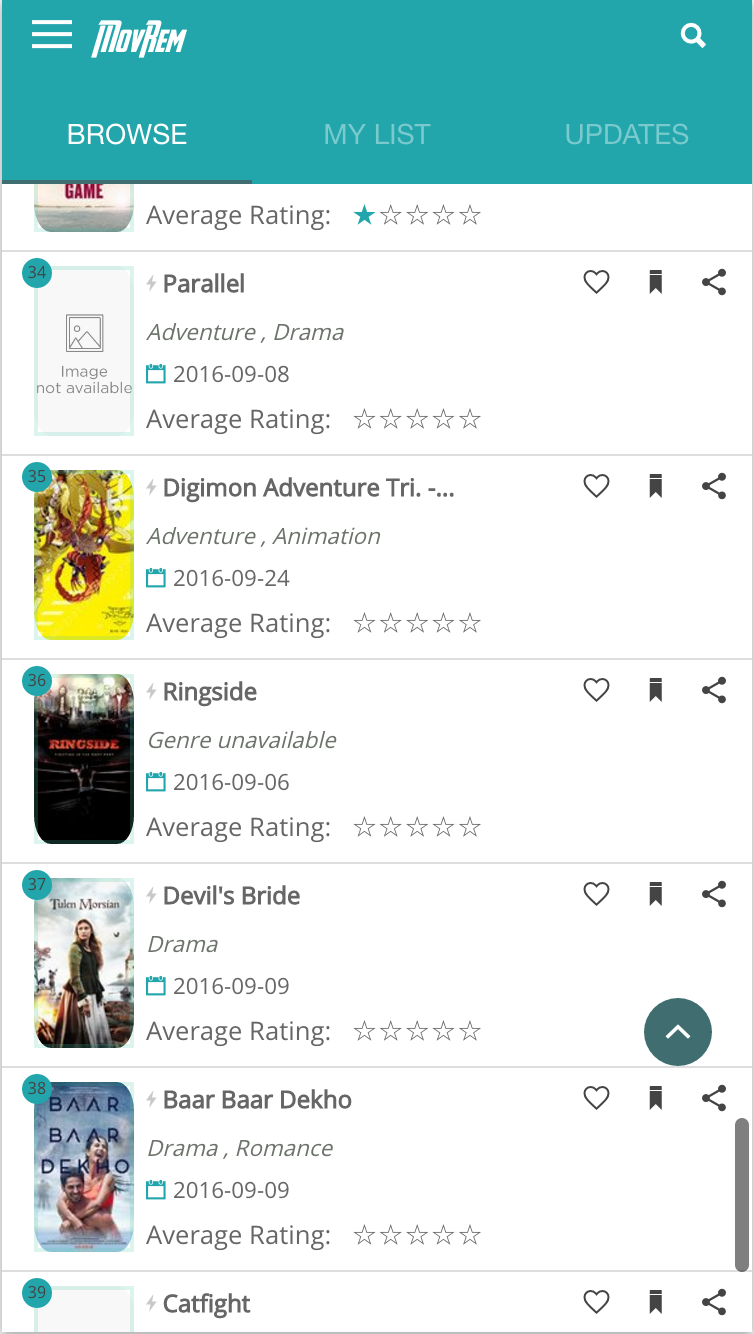 MovRem
BROWSE
MY LIST
UPDATES
GAME
Average Rating:
34
Image
not available
Parallel
Adventure , Drama
2016-09-08
Average Rating:
35
Digimon Adventure Tri. -...
Adventure , Animation
2016-09-24
Average Rating:
36
RINGSIDE
Ringside
Genre unavailable
2016-09-06
Average Rating:
37
Tulen Morsian
Devil's Bride
Drama
2016-09-09
Average Rating:
38
BAAR
BAAR
DEKHO
Baar Baar Dekho
Drama , Romance
2016-09-09
Average Rating:
39
Catfight